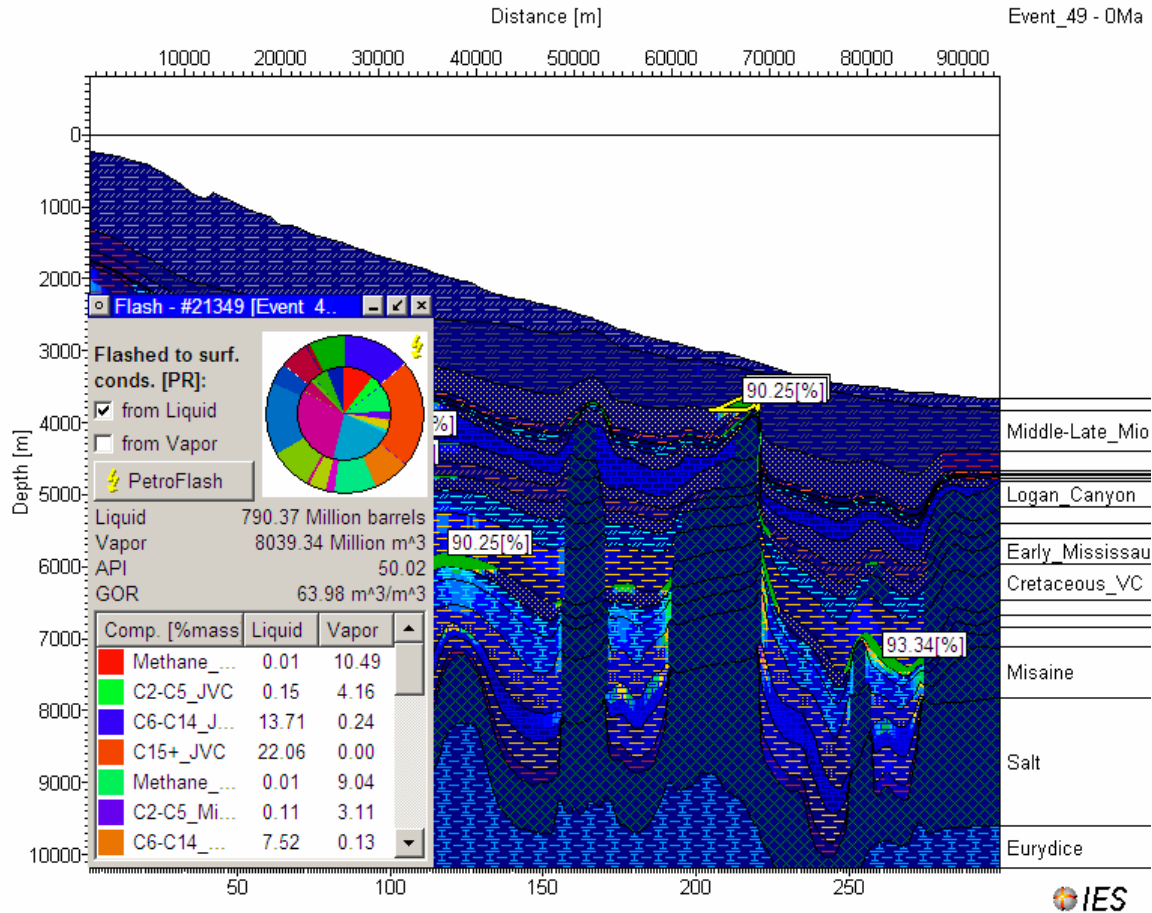 Distance [m]
Event_49 - 0Ma
10000 20000 30000 40000 50000 60000 70000 80000 90000
0
1000
2000
3000
4000
5000
6000
7000
8000
9000
10000
Depth [m]
Flash - #21349 [Event 4..
Flashed to surf.
conds. [PR]:
from Liquid
from Vapor
PetroFlash
Liquid 790.37 Million barrels
Vapor 8039.34 Million m^3
API 50.02
GOR 63.98 m^3/m^3
Comp. [%mass Liquid Vapor
Methane_... 0.01 10.49
C2-C5_JVC 0.15 4.16
C6-C14_J... 13.71 0.24
C15+_JVC 22.06 0.00
Methane_... 0.01 9.04
C2-C5_Mi... 0.11 3.11
C6-C14_... 7.52 0.13
%]
90.25[%]
90.25[%]
93.34[%]
Middle-Late_Mio
Logan_Canyon
Early_Mississau
Cretaceous_VC
Misaine
Salt
Eurydice
50 100 150 200 250
IES